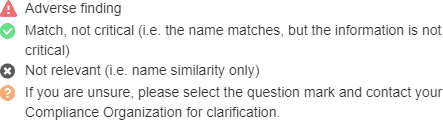 Adverse finding
Match, not critical (i.e. the name matches, but the information is not
critical)
Not relevant (i.e. name similarity only)
If you are unsure, please select the question mark and contact your
Compliance Organization for clarification.